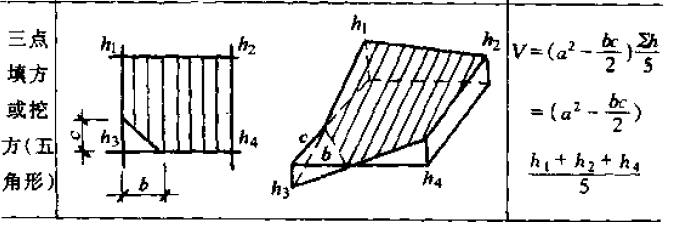 三点
填方
或挖
方(五
角形)
h₁
h₂
c
h₃
h₄
b
h₁
h₂
c
b
h₃
h₄
V=(a²-bc/2)Σh/5
=(a²-bc/2)
h₁+h₂+h₄/5